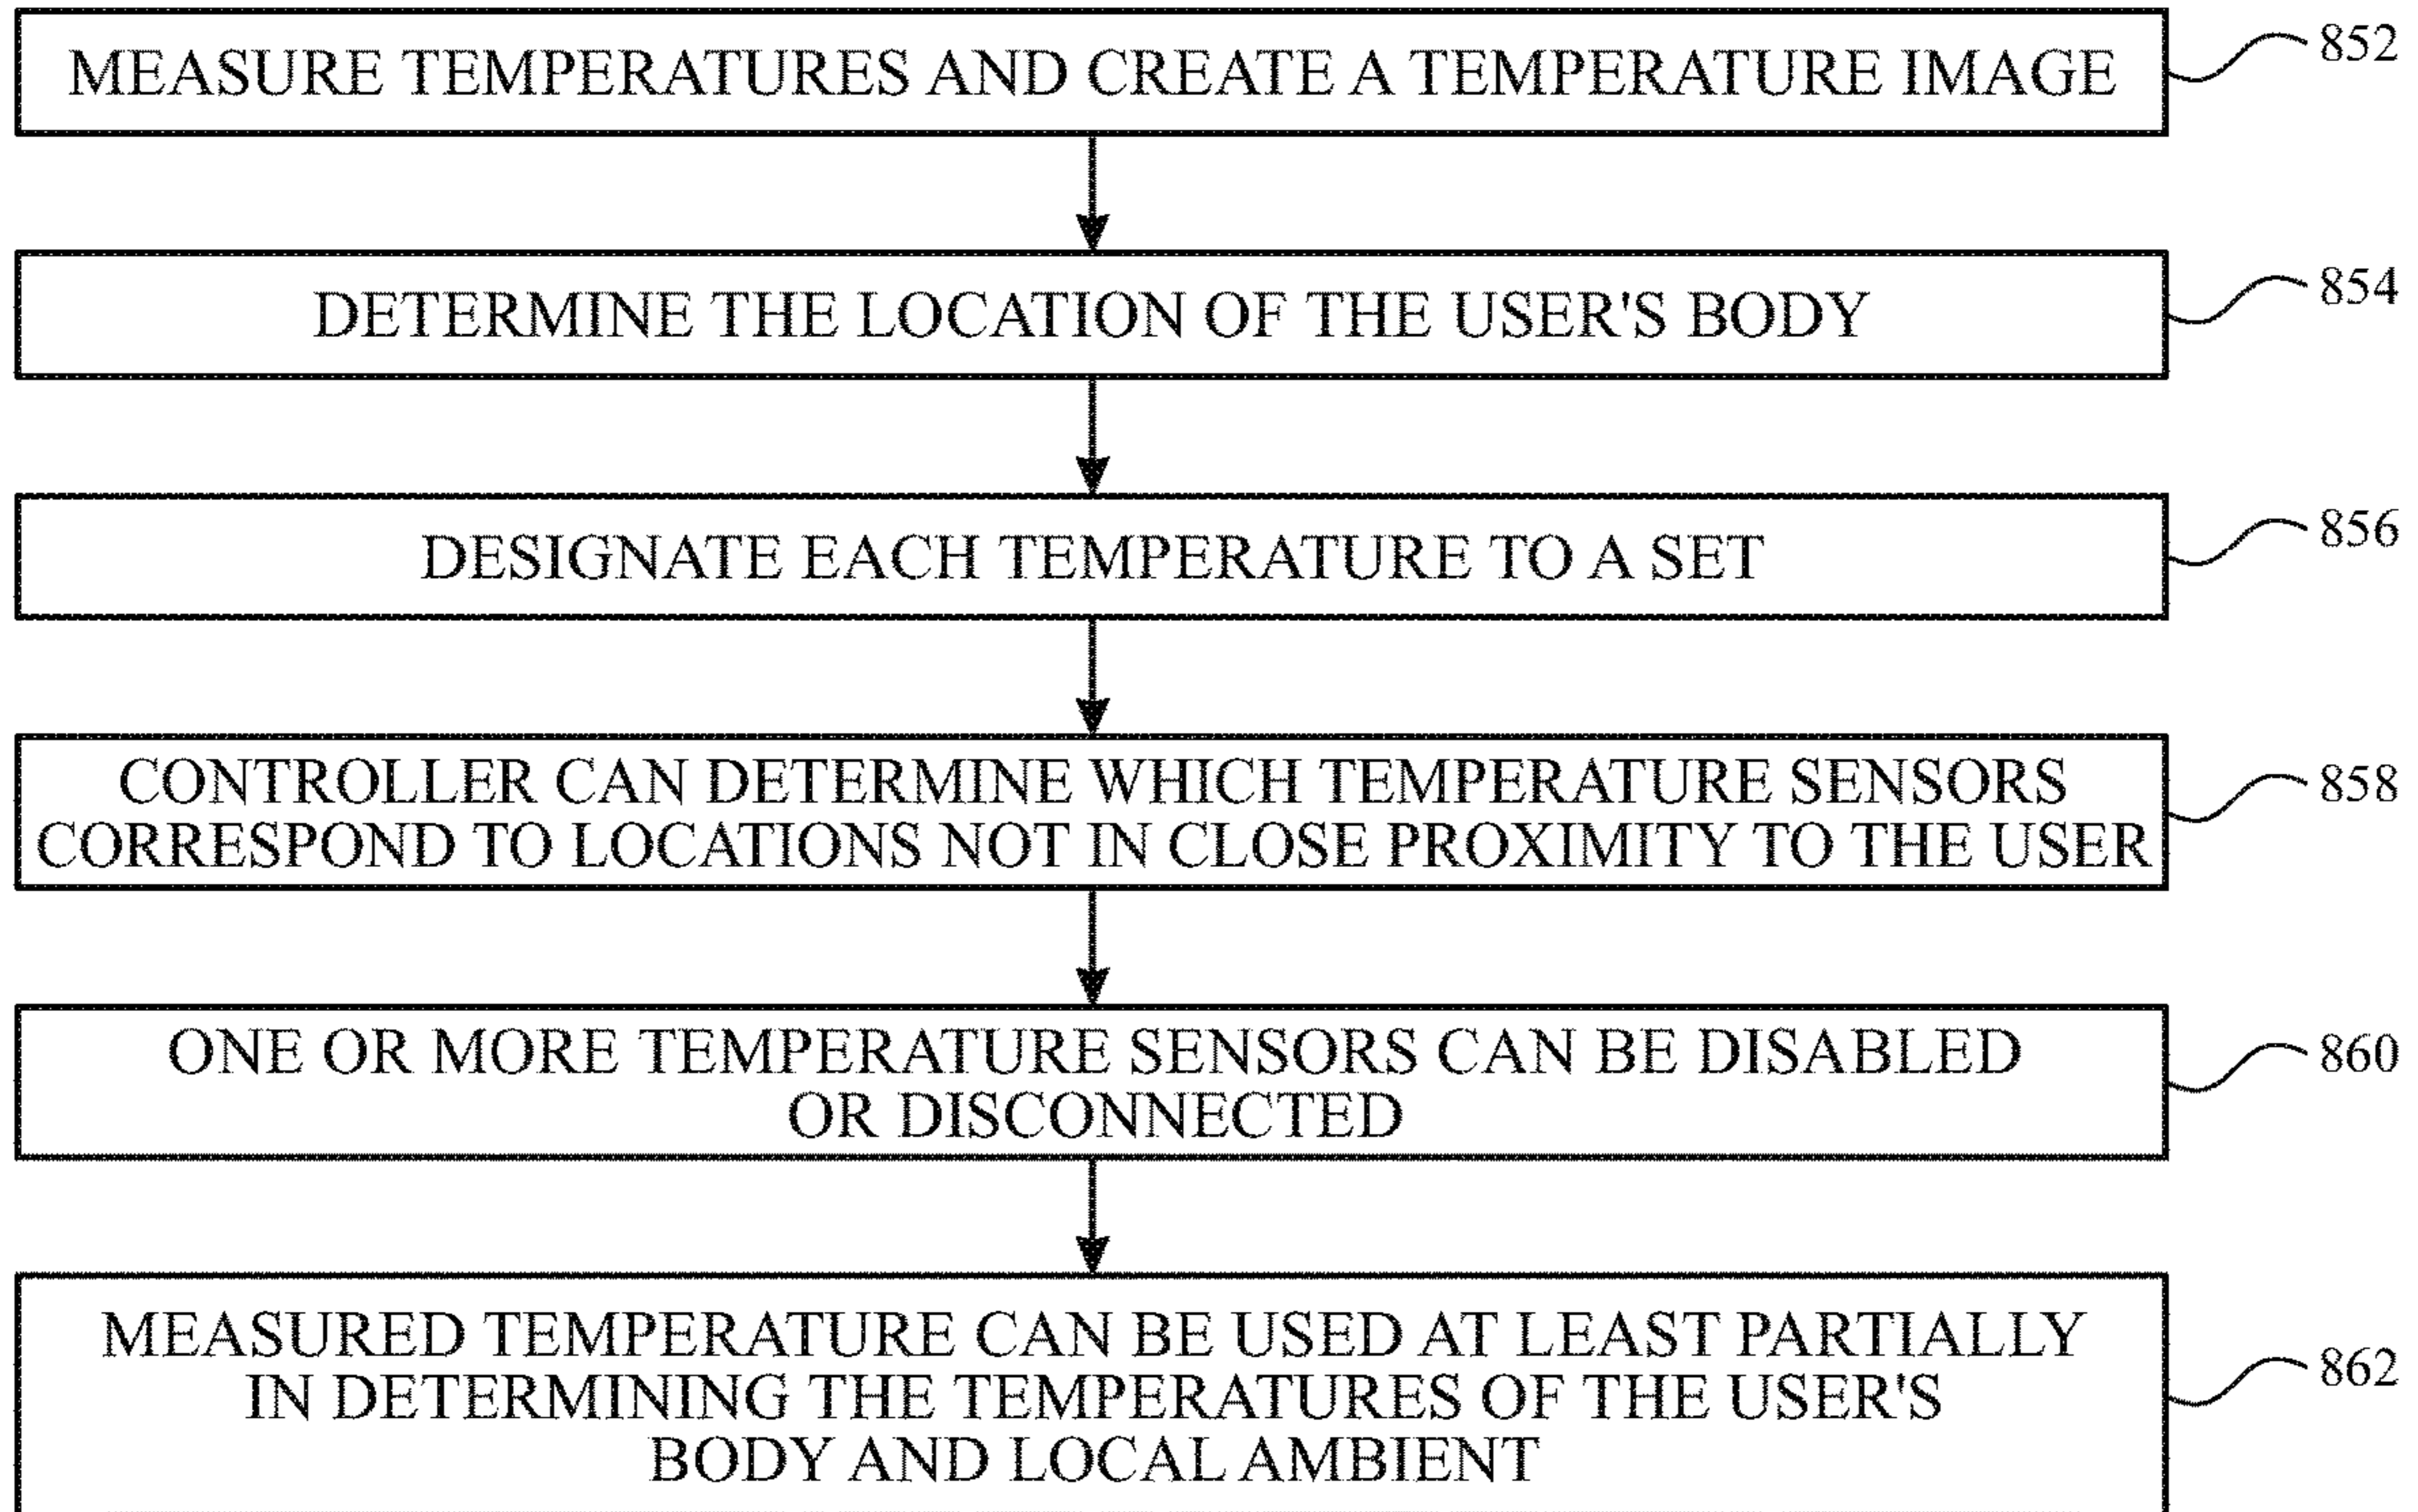 MEASURE TEMPERATURES AND CREATE A TEMPERATURE IMAGE
852
DETERMINE THE LOCATION OF THE USER'S BODY
854
DESIGNATE EACH TEMPERATURE TO A SET
856
CONTROLLER CAN DETERMINE WHICH TEMPERATURE SENSORS
CORRESPOND TO LOCATIONS NOT IN CLOSE PROXIMITY TO THE USER
858
ONE OR MORE TEMPERATURE SENSORS CAN BE DISABLED
OR DISCONNECTED
860
MEASURED TEMPERATURE CAN BE USED AT LEAST PARTIALLY
IN DETERMINING THE TEMPERATURES OF THE USER'S
BODY AND LOCAL AMBIENT
862